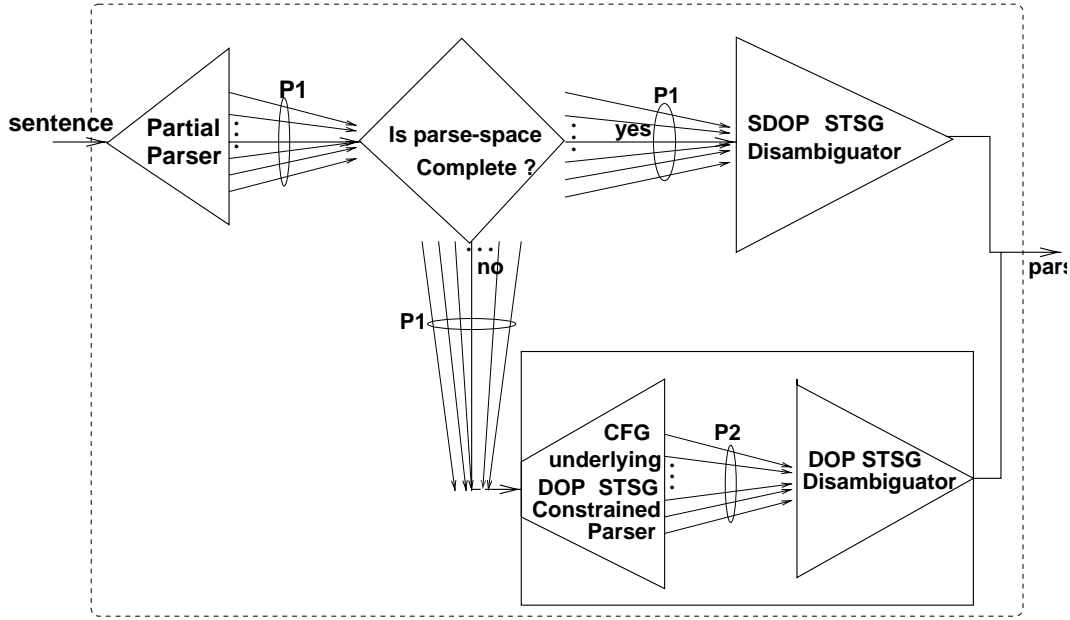 sentence
Partial
Parser
P1
Is parse-space
Complete ?
yes
P1
SDOP STSG
Disambiguator
no
P1
pars
CFG
underlying
DOP STSG
Constrained
Parser
P2
DOP STSG
Disambiguator